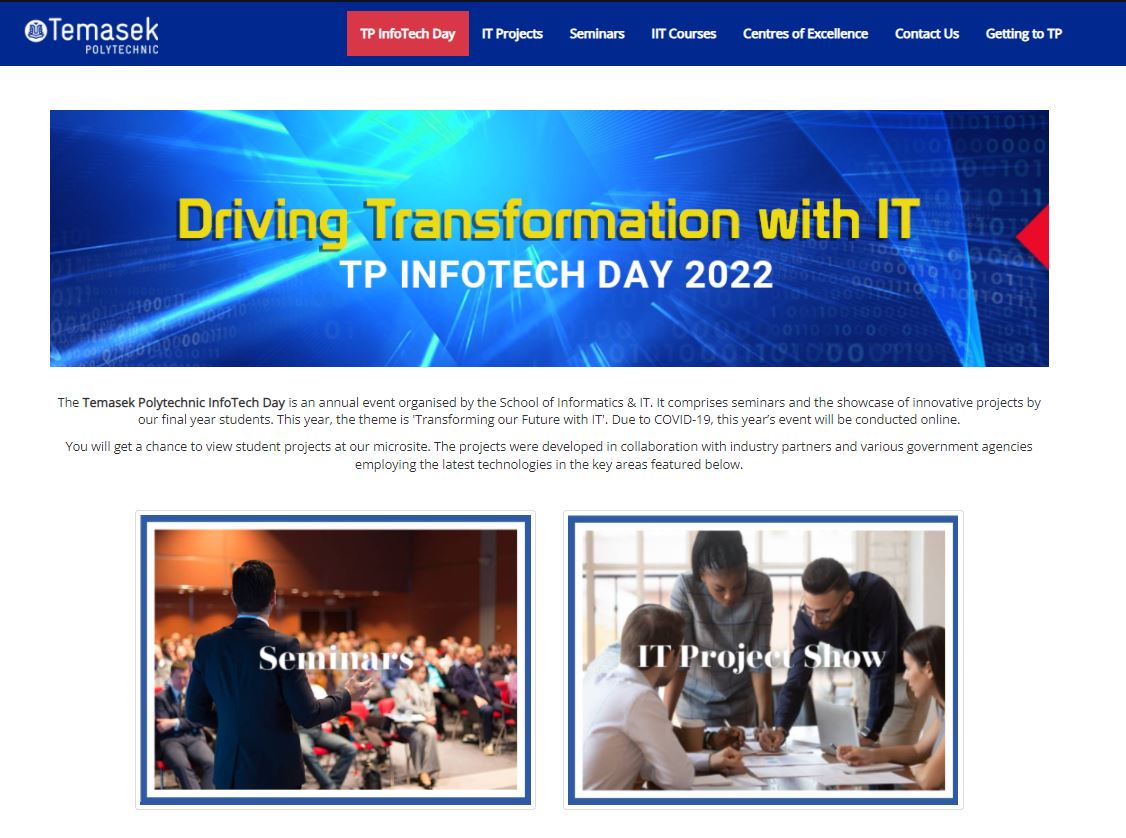 Temasek
POLYTECHNIC
TP InfoTech Day IT Projects Seminars IIT Courses Centres of Excellence Contact Us Getting to TP
Driving Transformation with IT
TP INFOTECH DAY 2022
The Temasek Polytechnic InfoTech Day is an annual event organised by the School of Informatics & IT. It comprises seminars and the showcase of innovative projects by
our final year students. This year, the theme is 'Transforming our Future with IT'. Due to COVID-19, this year's event will be conducted online.
You will get a chance to view student projects at our microsite. The projects were developed in collaboration with industry partners and various government agencies
employing the latest technologies in the key areas featured below.
Seminars
IT Project Show